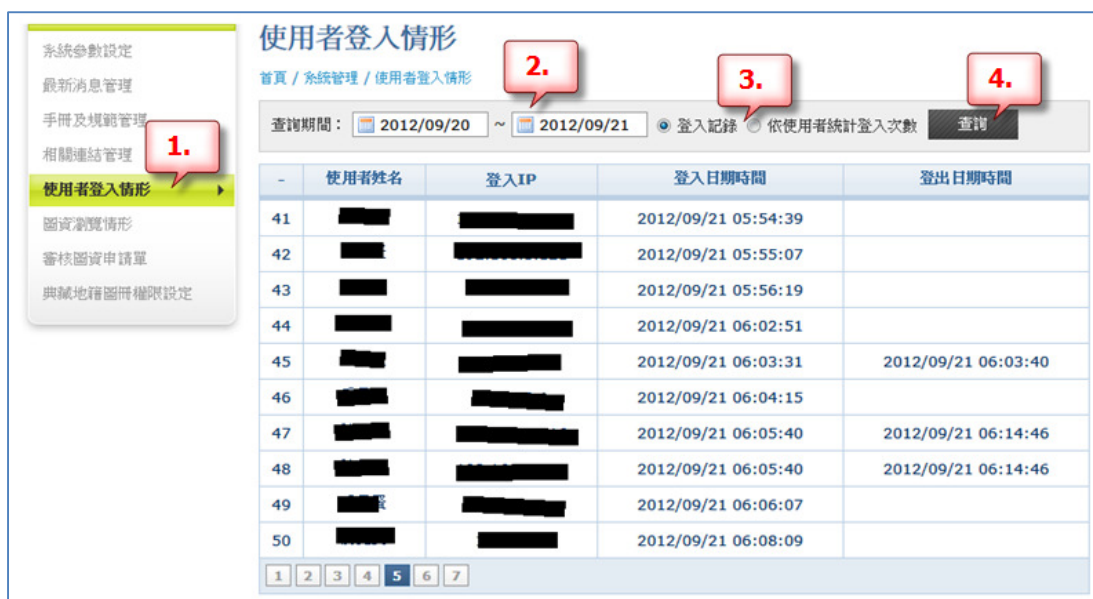 系統參數設定
最新消息管理
手冊及規範管理
相關連結管理
1.
使用者登入情形
圖資瀏覽情形
審核圖資申請單
典藏地籍圖冊權限設定
使用者登入情形
首頁 / 系統管理 / 使用者登入情形
2.
3.
4.
查詢期間： 2012/09/20 ~ 2012/09/21 登入記錄 依使用者統計登入次數 查詢
- 使用者姓名 登入IP 登入日期時間 登出日期時間
41 2012/09/21 05:54:39
42 2012/09/21 05:55:07
43 2012/09/21 05:56:19
44 2012/09/21 06:02:51
45 2012/09/21 06:03:31 2012/09/21 06:03:40
46 2012/09/21 06:04:15
47 2012/09/21 06:05:40 2012/09/21 06:14:46
48 2012/09/21 06:05:40 2012/09/21 06:14:46
49 2012/09/21 06:06:07
50 2012/09/21 06:08:09
1 2 3 4 5 6 7